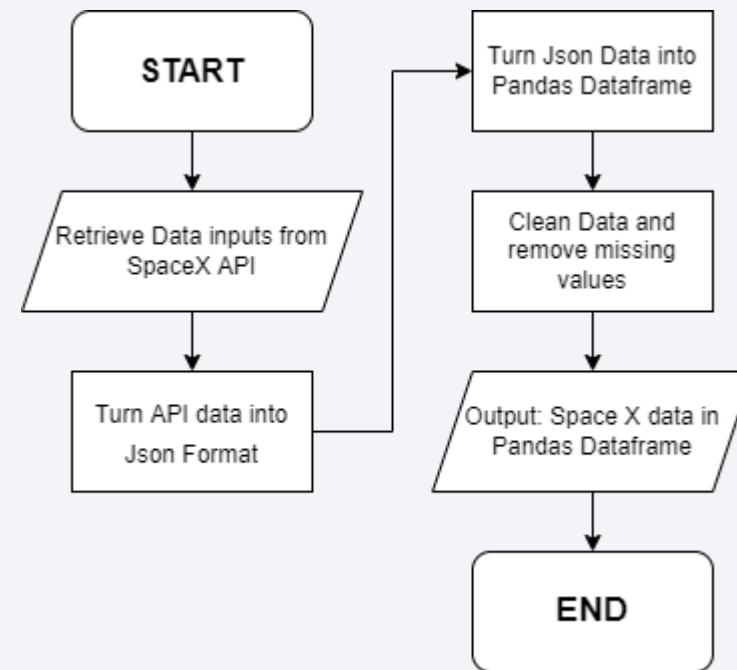 START
Retrieve Data inputs from
SpaceX API
Turn API data into
Json Format
Turn Json Data into
Pandas Dataframe
Clean Data and
remove missing
values
Output: Space X data in
Pandas Dataframe
END